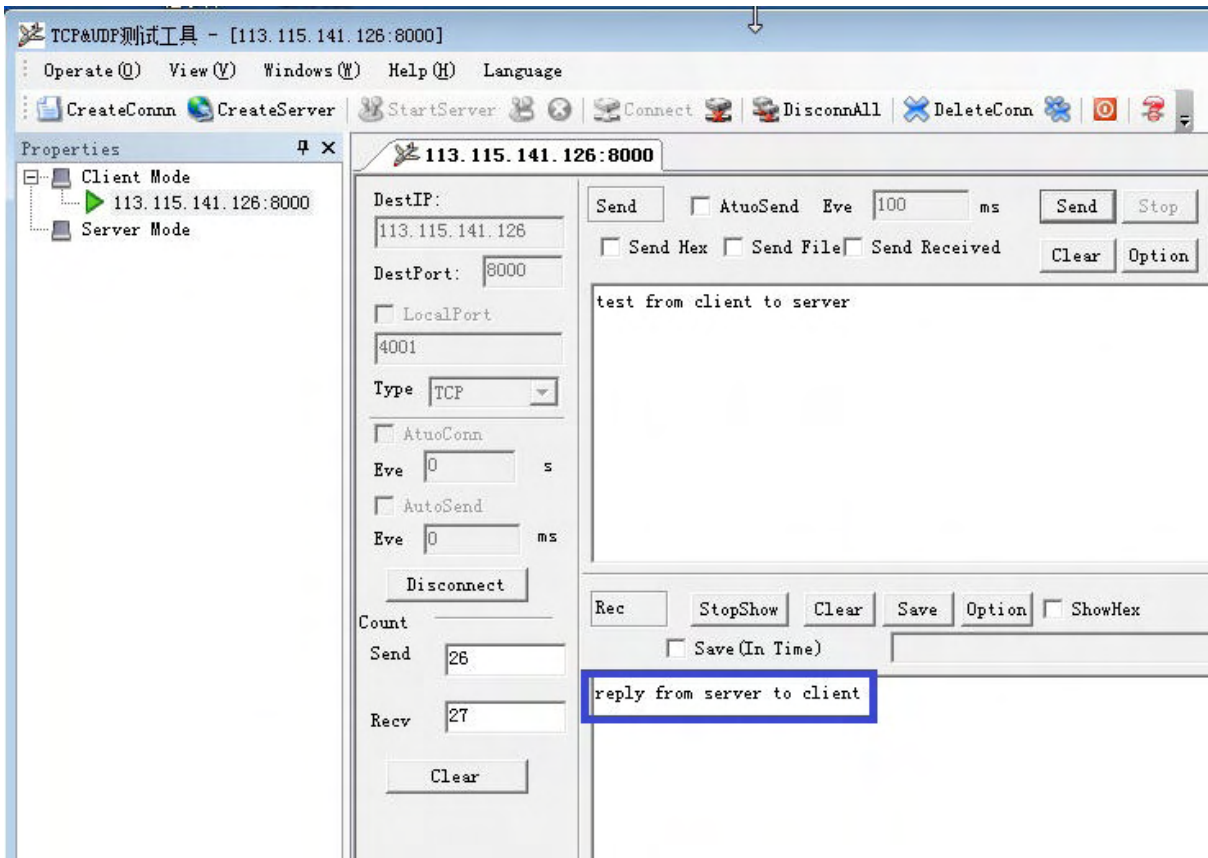 TCP&UDP测试工具 - [113.115.141.126:8000]
Operate(O) View(V) Windows(W) Help(H) Language
CreateConnn CreateServer StartServer Connect DisconnAll DeleteConn
Properties
113.115.141.126:8000
Client Mode
113.115.141.126:8000
Server Mode
DestIP:
113.115.141.126
DestPort: 8000
LocalPort
4001
Type TCP
AtuoConn
Eve 0 s
AutoSend
Eve 0 ms
Disconnect
Count
Send 26
Recv 27
Clear
Send AtuoSend Eve 100 ms Send Stop
Send Hex Send File Send Received Clear Option
test from client to server
Rec StopShow Clear Save Option ShowHex
Save(In Time)
reply from server to client